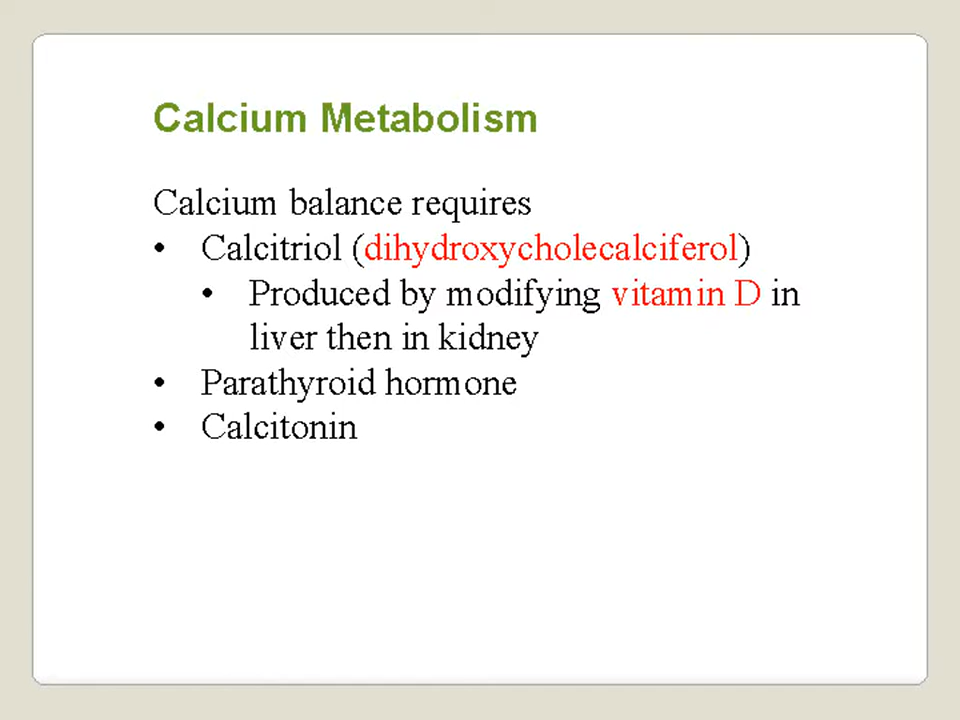 Calcium Metabolism
Calcium balance requires
• Calcitriol (dihydroxycholecalciferol)
• Produced by modifying vitamin D in
liver then in kidney
• Parathyroid hormone
• Calcitonin